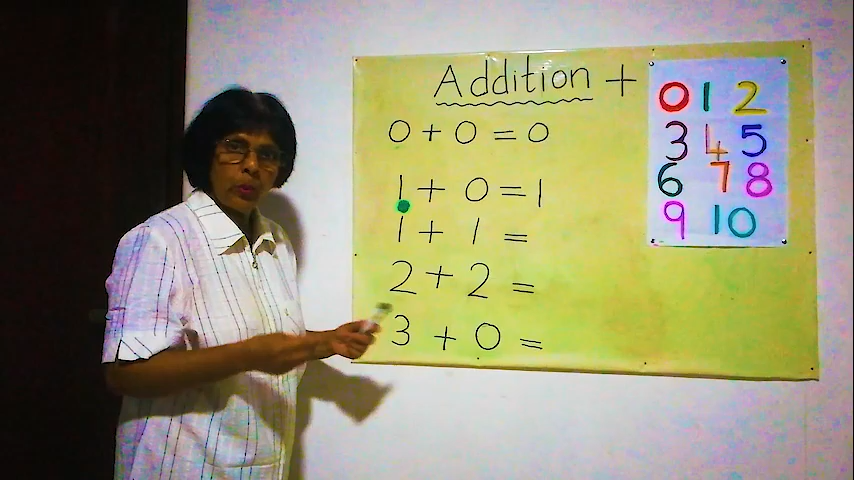 Addition +
0 + 0 = 0
1 + 0 = 1
1 + 1 =
2 + 2 =
3 + 0 =
0 1 2
3 4 5
6 7 8
9 10